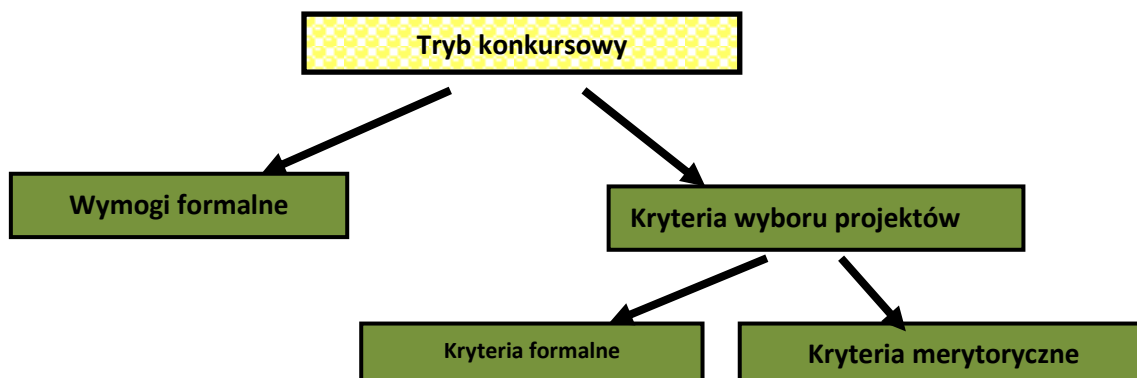 Tryb konkursowy
Wymogi formalne
Kryteria wyboru projektów
Kryteria formalne
Kryteria merytoryczne